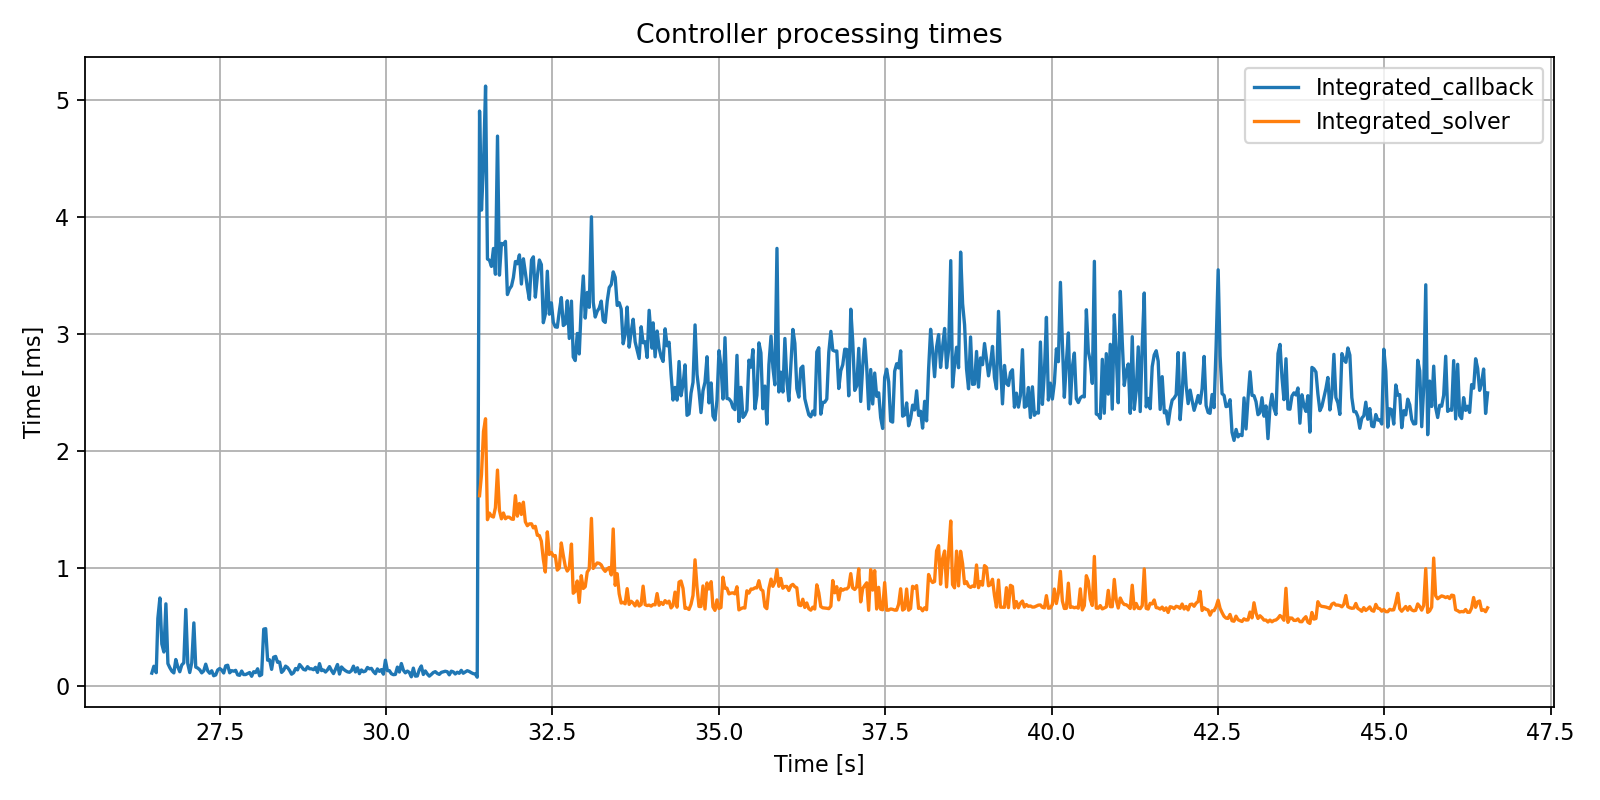 Controller processing times
Integrated_callback
Integrated_solver
Time [ms]
5
4
3
2
1
0
27.5 30.0 32.5 35.0 37.5 40.0 42.5 45.0 47.5
Time [s]